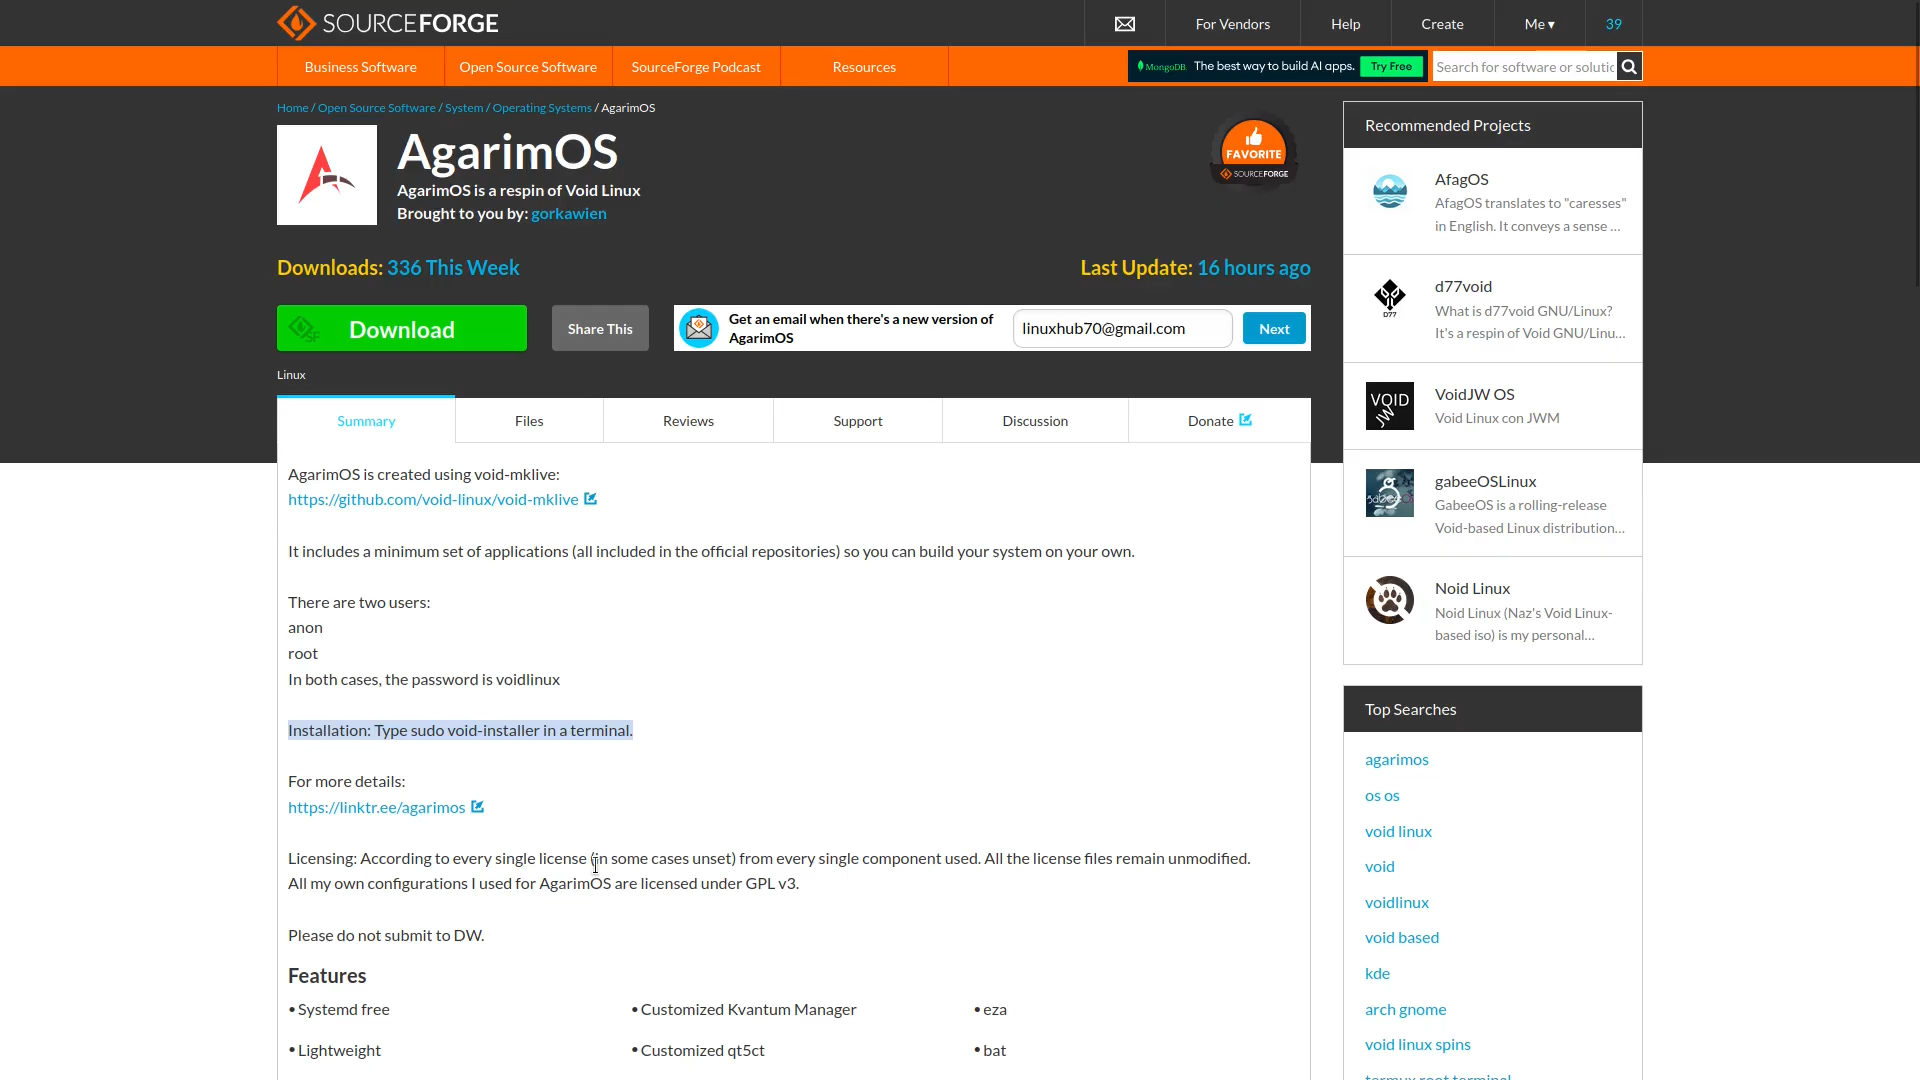 SOURCEFORGE
For Vendors
Help
Create
Me ▾
39
Business Software
Open Source Software
SourceForge Podcast
Resources
MongoDB. The best way to build AI apps. Try Free
Search for software or solutic
Home / Open Source Software / System / Operating Systems / AgarimOS
AgarimOS
AgarimOS is a respin of Void Linux
Brought to you by: gorkawien
FAVORITE
SOURCEFORGE
Downloads: 336 This Week
Last Update: 16 hours ago
SF
Download
Share This
Get an email when there's a new version of
AgarimOS
linuxhub70@gmail.com
Next
Linux
Summary
Files
Reviews
Support
Discussion
Donate
AgarimOS is created using void-mklive:
https://github.com/void-linux/void-mklive
It includes a minimum set of applications (all included in the official repositories) so you can build your system on your own.
There are two users:
anon
root
In both cases, the password is voidlinux
Installation: Type sudo void-installer in a terminal.
For more details:
https://linktr.ee/agarimos
Licensing: According to every single license (in some cases unset) from every single component used. All the license files remain unmodified.
All my own configurations I used for AgarimOS are licensed under GPL v3.
Please do not submit to DW.
Features
• Systemd free
• Customized Kvantum Manager
• eza
• Lightweight
• Customized qt5ct
• bat
Recommended Projects
AfagOS
AfagOS translates to "caresses"
in English. It conveys a sense ...
D77
d77void
What is d77void GNU/Linux?
It's a respin of Void GNU/Linu...
VOID
JW
VoidJW OS
Void Linux con JWM
gabeeOSLinux
GabeeOS is a rolling-release
Void-based Linux distribution...
Noid Linux
Noid Linux (Naz's Void Linux-
based iso) is my personal...
Top Searches
agarimos
os os
void linux
void
voidlinux
void based
kde
arch gnome
void linux spins
termux root terminal